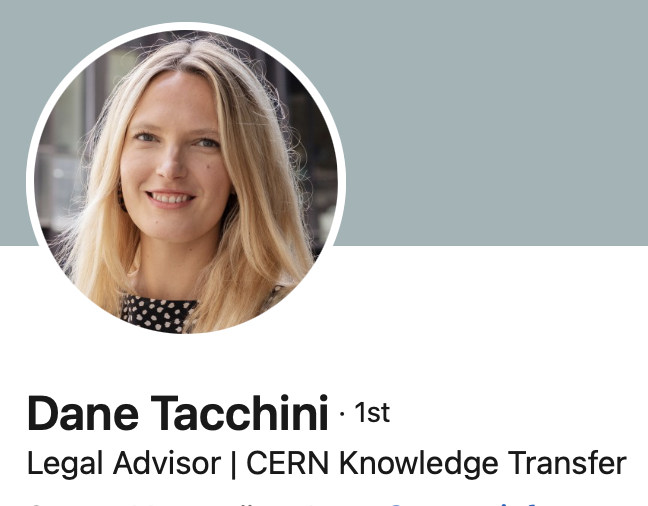 Dane Tacchini · 1st
Legal Advisor | CERN Knowledge Transfer